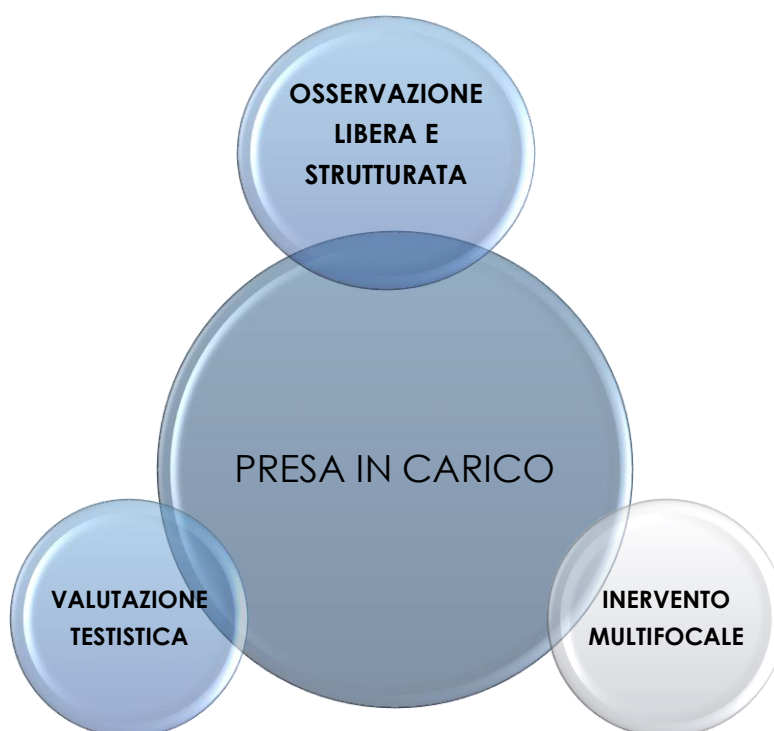 OSSERVAZIONE
LIBERA E
STRUTTURATA
PRESA IN CARICO
VALUTAZIONE
TESTISTICA
INERVENTO
MULTIFOCALE